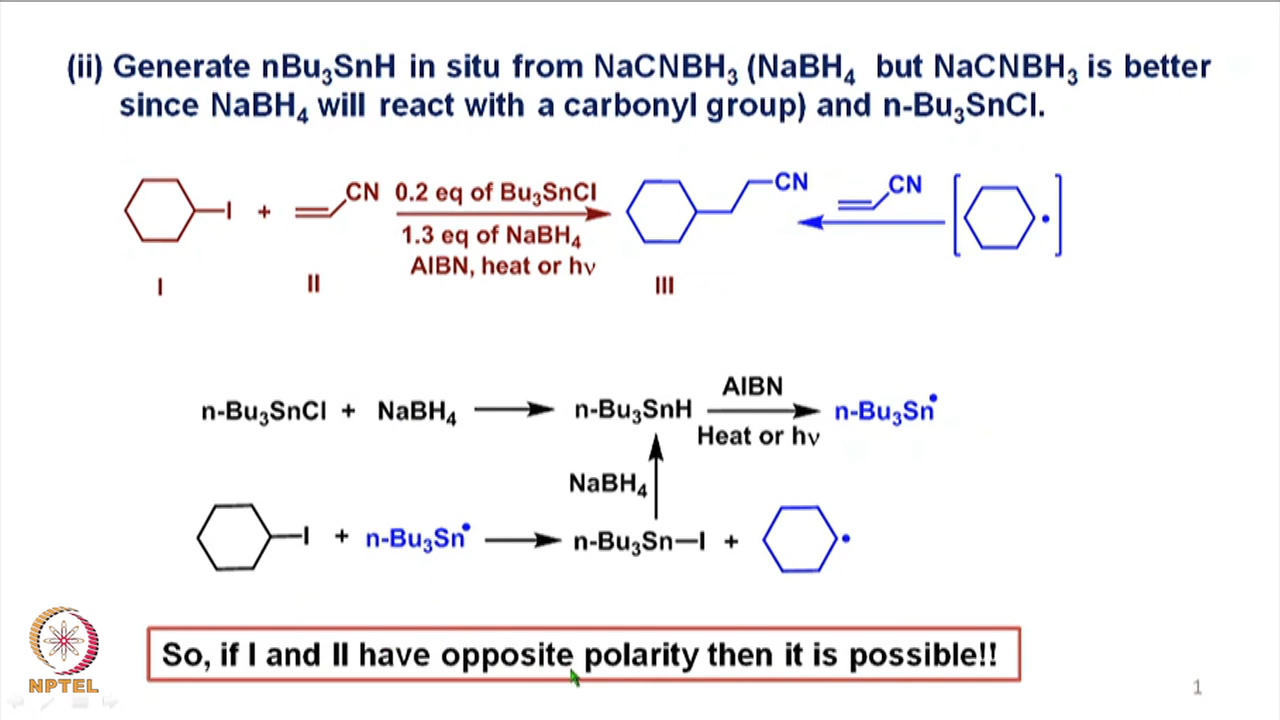 (ii) Generate nBu₃SnH in situ from NaCNBH₃ (NaBH₄ but NaCNBH₃ is better
since NaBH₄ will react with a carbonyl group) and n-Bu₃SnCl.
I + CN 0.2 eq of Bu₃SnCl CN CN
1.3 eq of NaBH₄
AIBN, heat or hν
I II III
n-Bu₃SnCl + NaBH₄ n-Bu₃SnH AIBN n-Bu₃Sn•
Heat or hν
NaBH₄
I + n-Bu₃Sn• n-Bu₃Sn–I +
So, if I and II have opposite polarity then it is possible!!
NPTEL
1